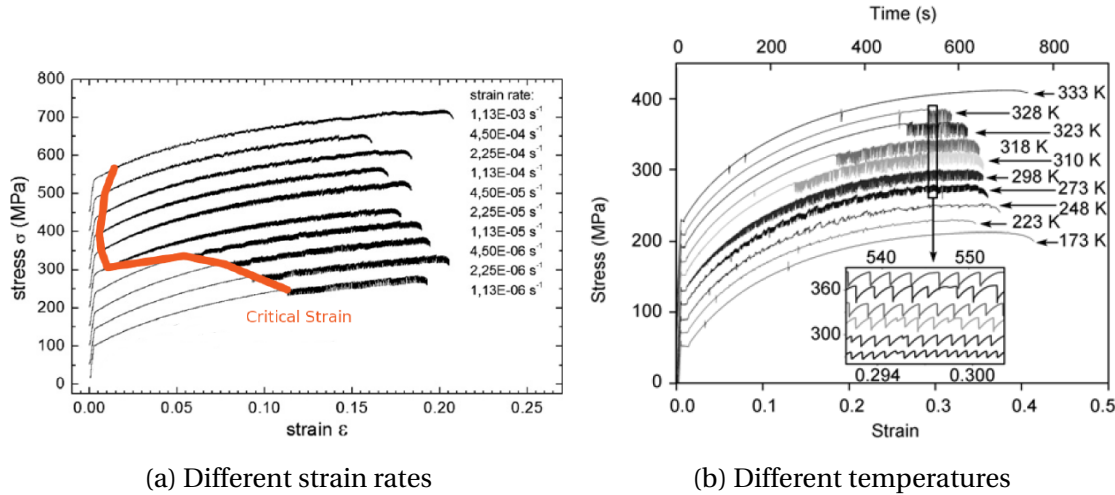 800
700
600
500
400
300
200
100
0
stress σ (MPa)
0.00 0.05 0.10 0.15 0.20 0.25
strain ε
strain rate:
1,13E-03 s⁻¹
4,50E-04 s⁻¹
2,25E-04 s⁻¹
1,13E-04 s⁻¹
4,50E-05 s⁻¹
2,25E-05 s⁻¹
1,13E-05 s⁻¹
4,50E-06 s⁻¹
2,25E-06 s⁻¹
1,13E-06 s⁻¹
Critical Strain
(a) Different strain rates
Time (s)
0 200 400 600 800
400
300
200
100
0
Stress (MPa)
0.0 0.1 0.2 0.3 0.4 0.5
Strain
333 K
328 K
323 K
318 K
310 K
298 K
273 K
248 K
223 K
173 K
540 550
360
300
0.294 0.300
(b) Different temperatures